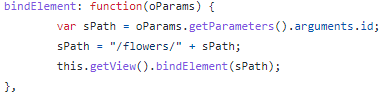 bindElement: function(oParams) {
var sPath = oParams.getParameters().arguments.id;
sPath = "/flowers/" + sPath;
this.getView().bindElement(sPath);
},